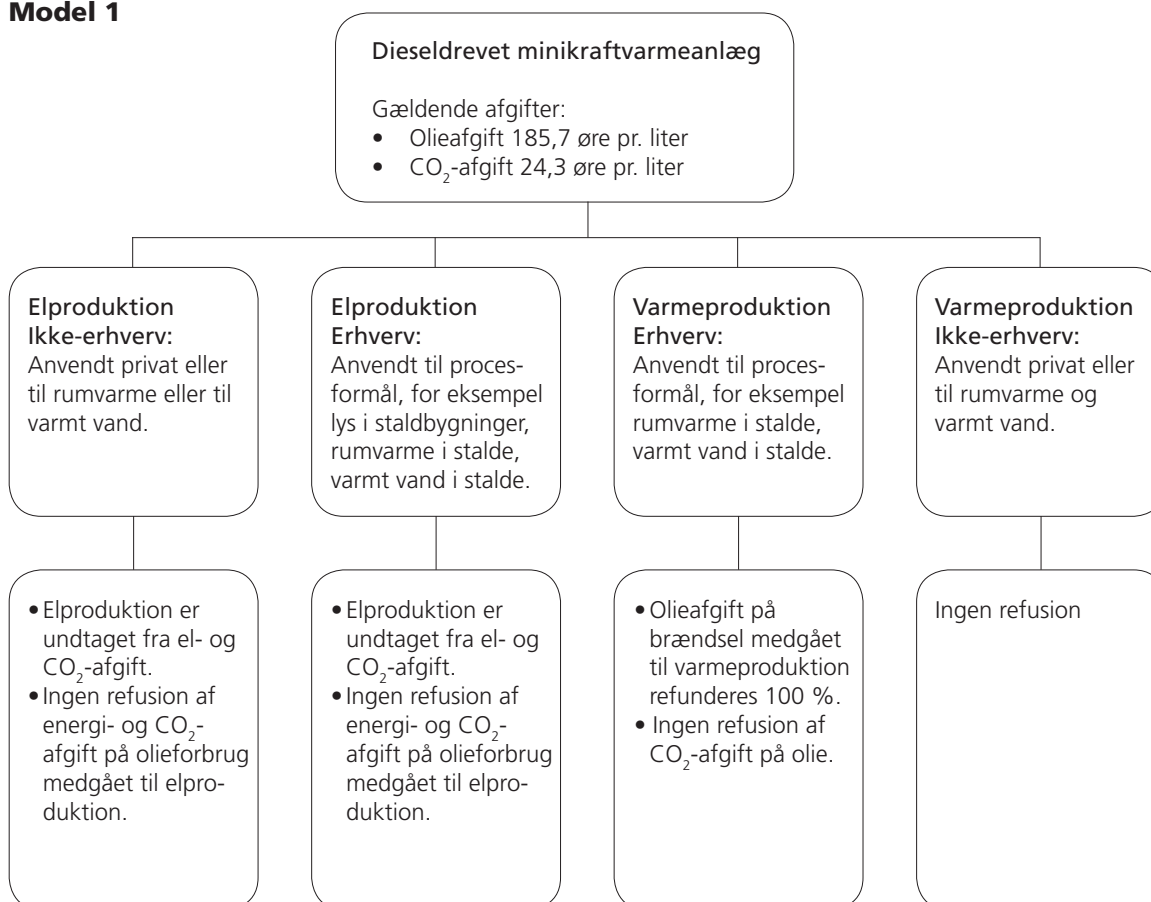 Model 1
Dieseldrevet minikraftvarmeanlæg
Gældende afgifter:
• Olieafgift 185,7 øre pr. liter
• CO₂-afgift 24,3 øre pr. liter
Elproduktion
Ikke-erhverv:
Anvendt privat eller
til rumvarme eller til
varmt vand.
Elproduktion
Erhverv:
Anvendt til proces-
formål, for eksempel
lys i staldbygninger,
rumvarme i stalde,
varmt vand i stalde.
Varmeproduktion
Erhverv:
Anvendt til proces-
formål, for eksempel
rumvarme i stalde,
varmt vand i stalde.
Varmeproduktion
Ikke-erhverv:
Anvendt privat eller
til rumvarme og
varmt vand.
• Elproduktion er
undtaget fra el- og
CO₂-afgift.
• Ingen refusion af
energi- og CO₂-
afgift på olieforbrug
medgået til elpro-
duktion.
• Elproduktion er
undtaget fra el- og
CO₂-afgift.
• Ingen refusion af
energi- og CO₂-
afgift på olieforbrug
medgået til elpro-
duktion.
• Olieafgift på
brændsel medgået
til varmeproduktion
refunderes 100 %.
• Ingen refusion af
CO₂-afgift på olie.
Ingen refusion